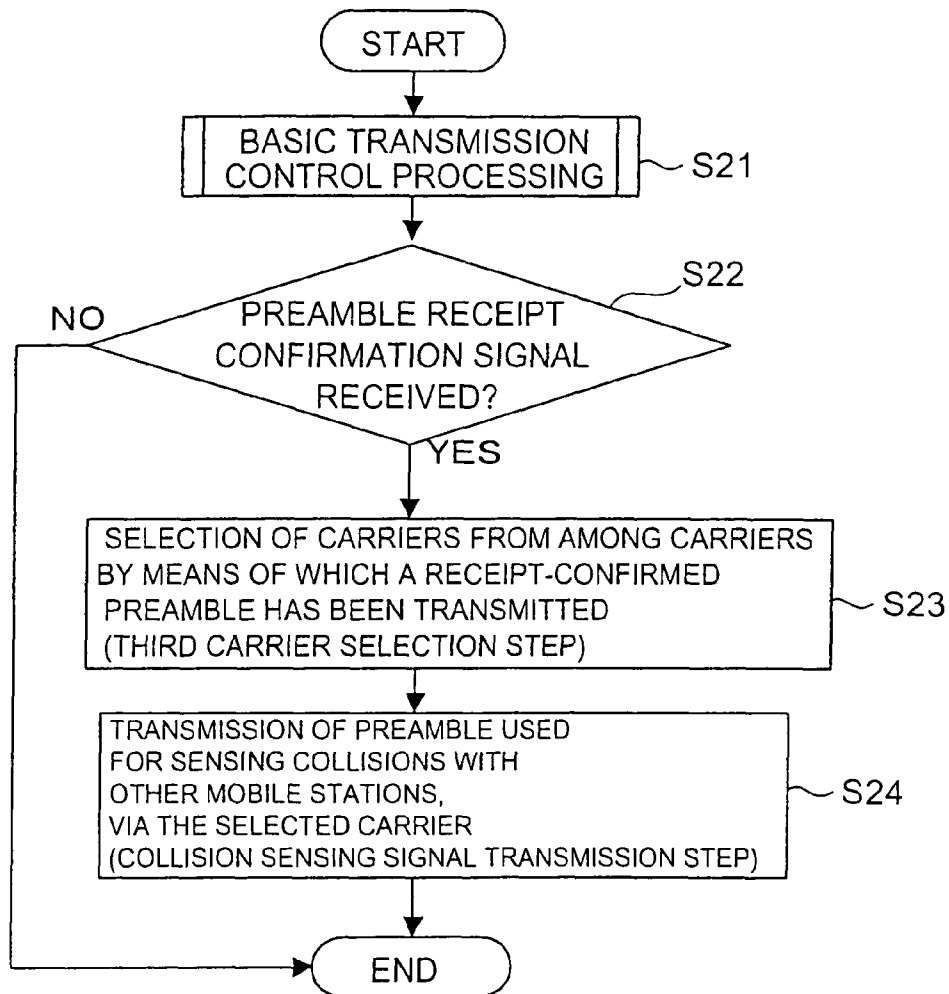 START
BASIC TRANSMISSION
CONTROL PROCESSING
S21
S22
NO
PREAMBLE RECEIPT
CONFIRMATION SIGNAL
RECEIVED?
YES
SELECTION OF CARRIERS FROM AMONG CARRIERS
BY MEANS OF WHICH A RECEIPT-CONFIRMED
PREAMBLE HAS BEEN TRANSMITTED
(THIRD CARRIER SELECTION STEP)
S23
TRANSMISSION OF PREAMBLE USED
FOR SENSING COLLISIONS WITH
OTHER MOBILE STATIONS,
VIA THE SELECTED CARRIER
(COLLISION SENSING SIGNAL TRANSMISSION STEP)
S24
END